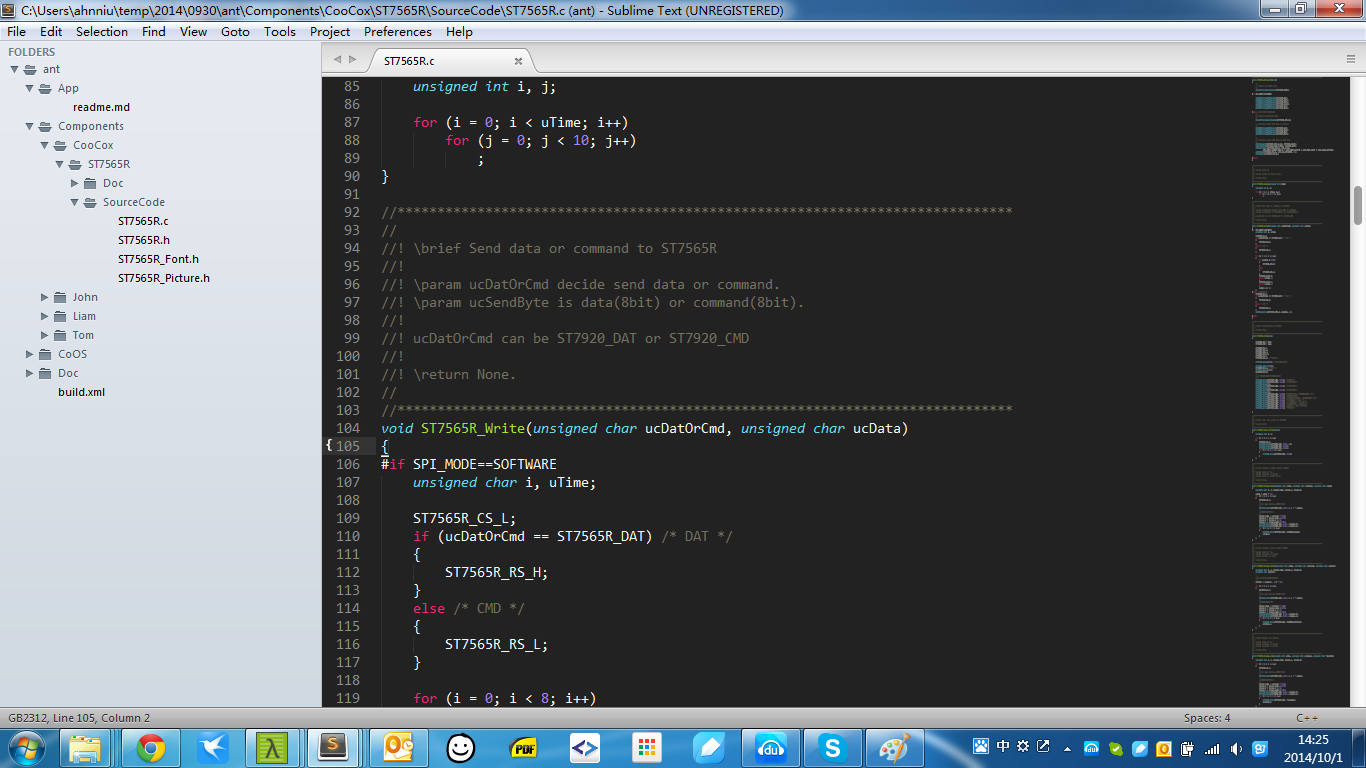 C:\Users\ahnniu\temp\2014\0930\ant\Components\CooCox\ST7565R\SourceCode\ST7565R.c (ant) - Sublime Text (UNREGISTERED)
File Edit Selection Find View Goto Tools Project Preferences Help
FOLDERS
ant
App
readme.md
Components
CooCox
ST7565R
Doc
SourceCode
ST7565R.c
ST7565R.h
ST7565R_Font.h
ST7565R_Picture.h
John
Liam
Tom
CoOS
Doc
build.xml
ST7565R.c
85 unsigned int i, j;
86
87 for (i = 0; i < uTime; i++)
88 for (j = 0; j < 10; j++)
89 ;
90 }
91
92 //*****************************************************************************
93 //
94 //! \brief Send data or command to ST7565R
95 //!
96 //! \param ucDatOrCmd decide send data or command.
97 //! \param ucSendByte is data(8bit) or command(8bit).
98 //!
99 //! ucDatOrCmd can be ST7920_DAT or ST7920_CMD
100 //!
101 //! \return None.
102 //
103 //*****************************************************************************
104 void ST7565R_Write(unsigned char ucDatOrCmd, unsigned char ucData)
{ 105 {
106 #if SPI_MODE==SOFTWARE
107 unsigned char i, uTime;
108
109 ST7565R_CS_L;
110 if (ucDatOrCmd == ST7565R_DAT) /* DAT */
111 {
112 ST7565R_RS_H;
113 }
114 else /* CMD */
115 {
116 ST7565R_RS_L;
117 }
118
119 for (i = 0; i < 8; i++)
GB2312, Line 105, Column 2 Spaces: 4 C++
PDF
du
中
14:25
2014/10/1